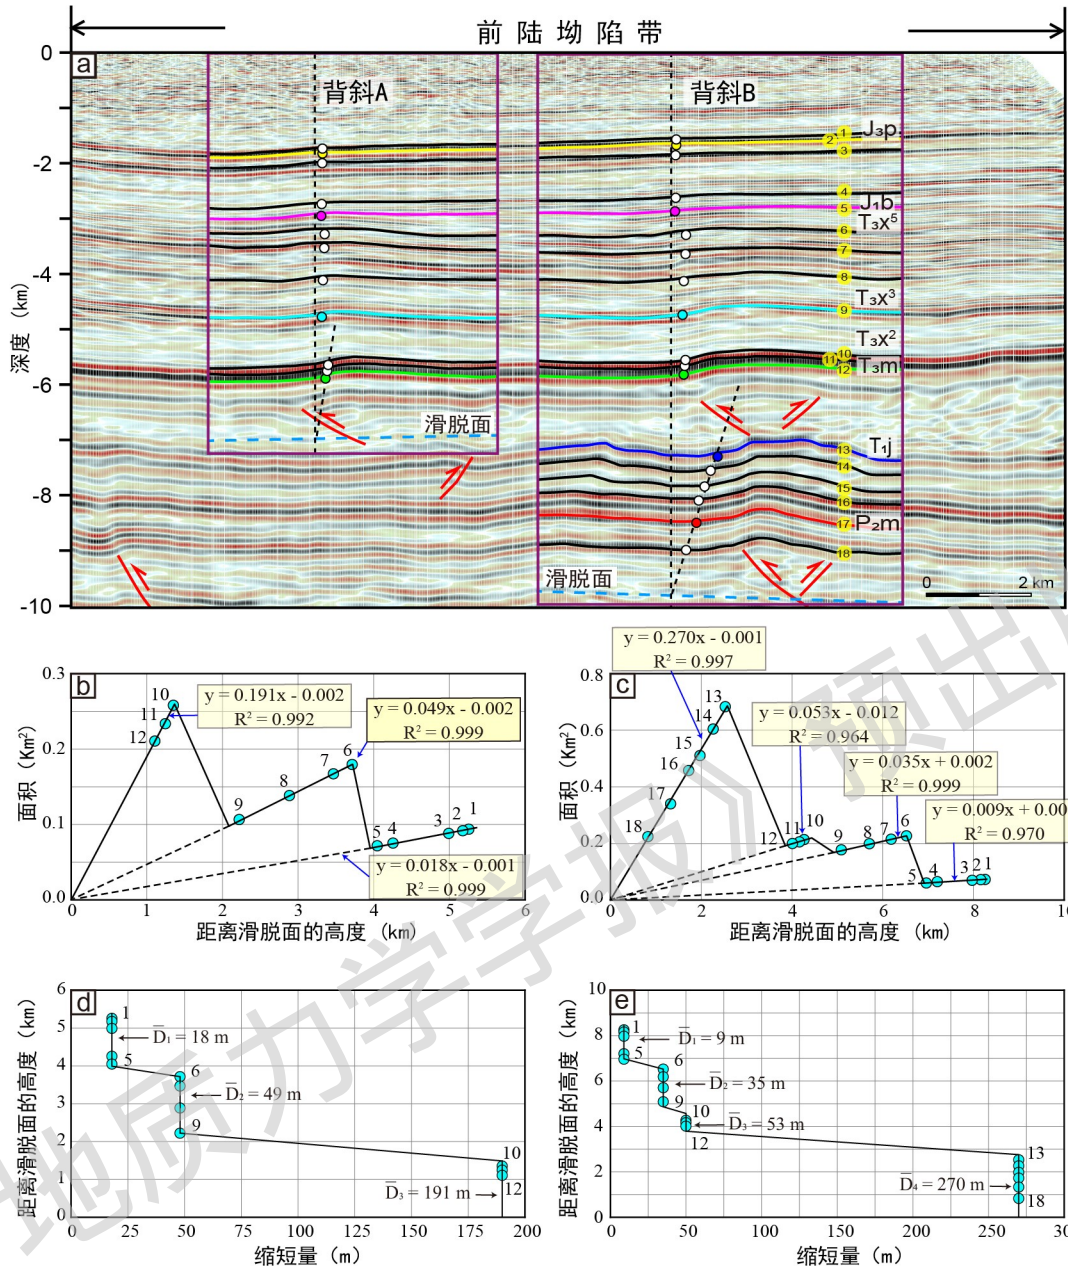 前陆坳陷带
a
0
-2
-4
-6
-8
-10
深度 (km)
背斜A
背斜B
1
2
3
4
5
6
7
8
9
10
11
12
13
14
15
16
17
18
J₃p
J₁b
T₃x⁵
T₃x³
T₃x²
T₃m
T₁j
P₂m
滑脱面
滑脱面
0 2 km
b
0.3
0.2
0.1
0.0
面积 (Km²)
0 1 2 3 4 5 6
距离滑脱面的高度 (km)
10
11
12
9
8
7
6
5
4
3
2
1
y = 0.191x - 0.002
R² = 0.992
y = 0.049x - 0.002
R² = 0.999
y = 0.018x - 0.001
R² = 0.999
c
0.8
0.6
0.4
0.2
0
面积 (Km²)
0 2 4 6 8 10
距离滑脱面的高度 (km)
13
14
15
16
17
18
12
11
10
9
8
7
6
5
4
3
2
1
y = 0.270x - 0.001
R² = 0.997
y = 0.053x - 0.012
R² = 0.964
y = 0.035x + 0.002
R² = 0.999
y = 0.009x + 0.00
R² = 0.970
d
6
5
4
3
2
1
0
距离滑脱面的高度 (km)
0 25 50 75 100 125 150 175 200
缩短量 (m)
1
5
6
9
10
12
D̅₁ = 18 m
D̅₂ = 49 m
D̅₃ = 191 m
e
10
8
6
4
2
0
距离滑脱面的高度 (km)
0 50 100 150 200 250 300
缩短量 (m)
1
5
6
9
10
12
13
18
D̅₁ = 9 m
D̅₂ = 35 m
D̅₃ = 53 m
D̅₄ = 270 m
地质力学学报》预出